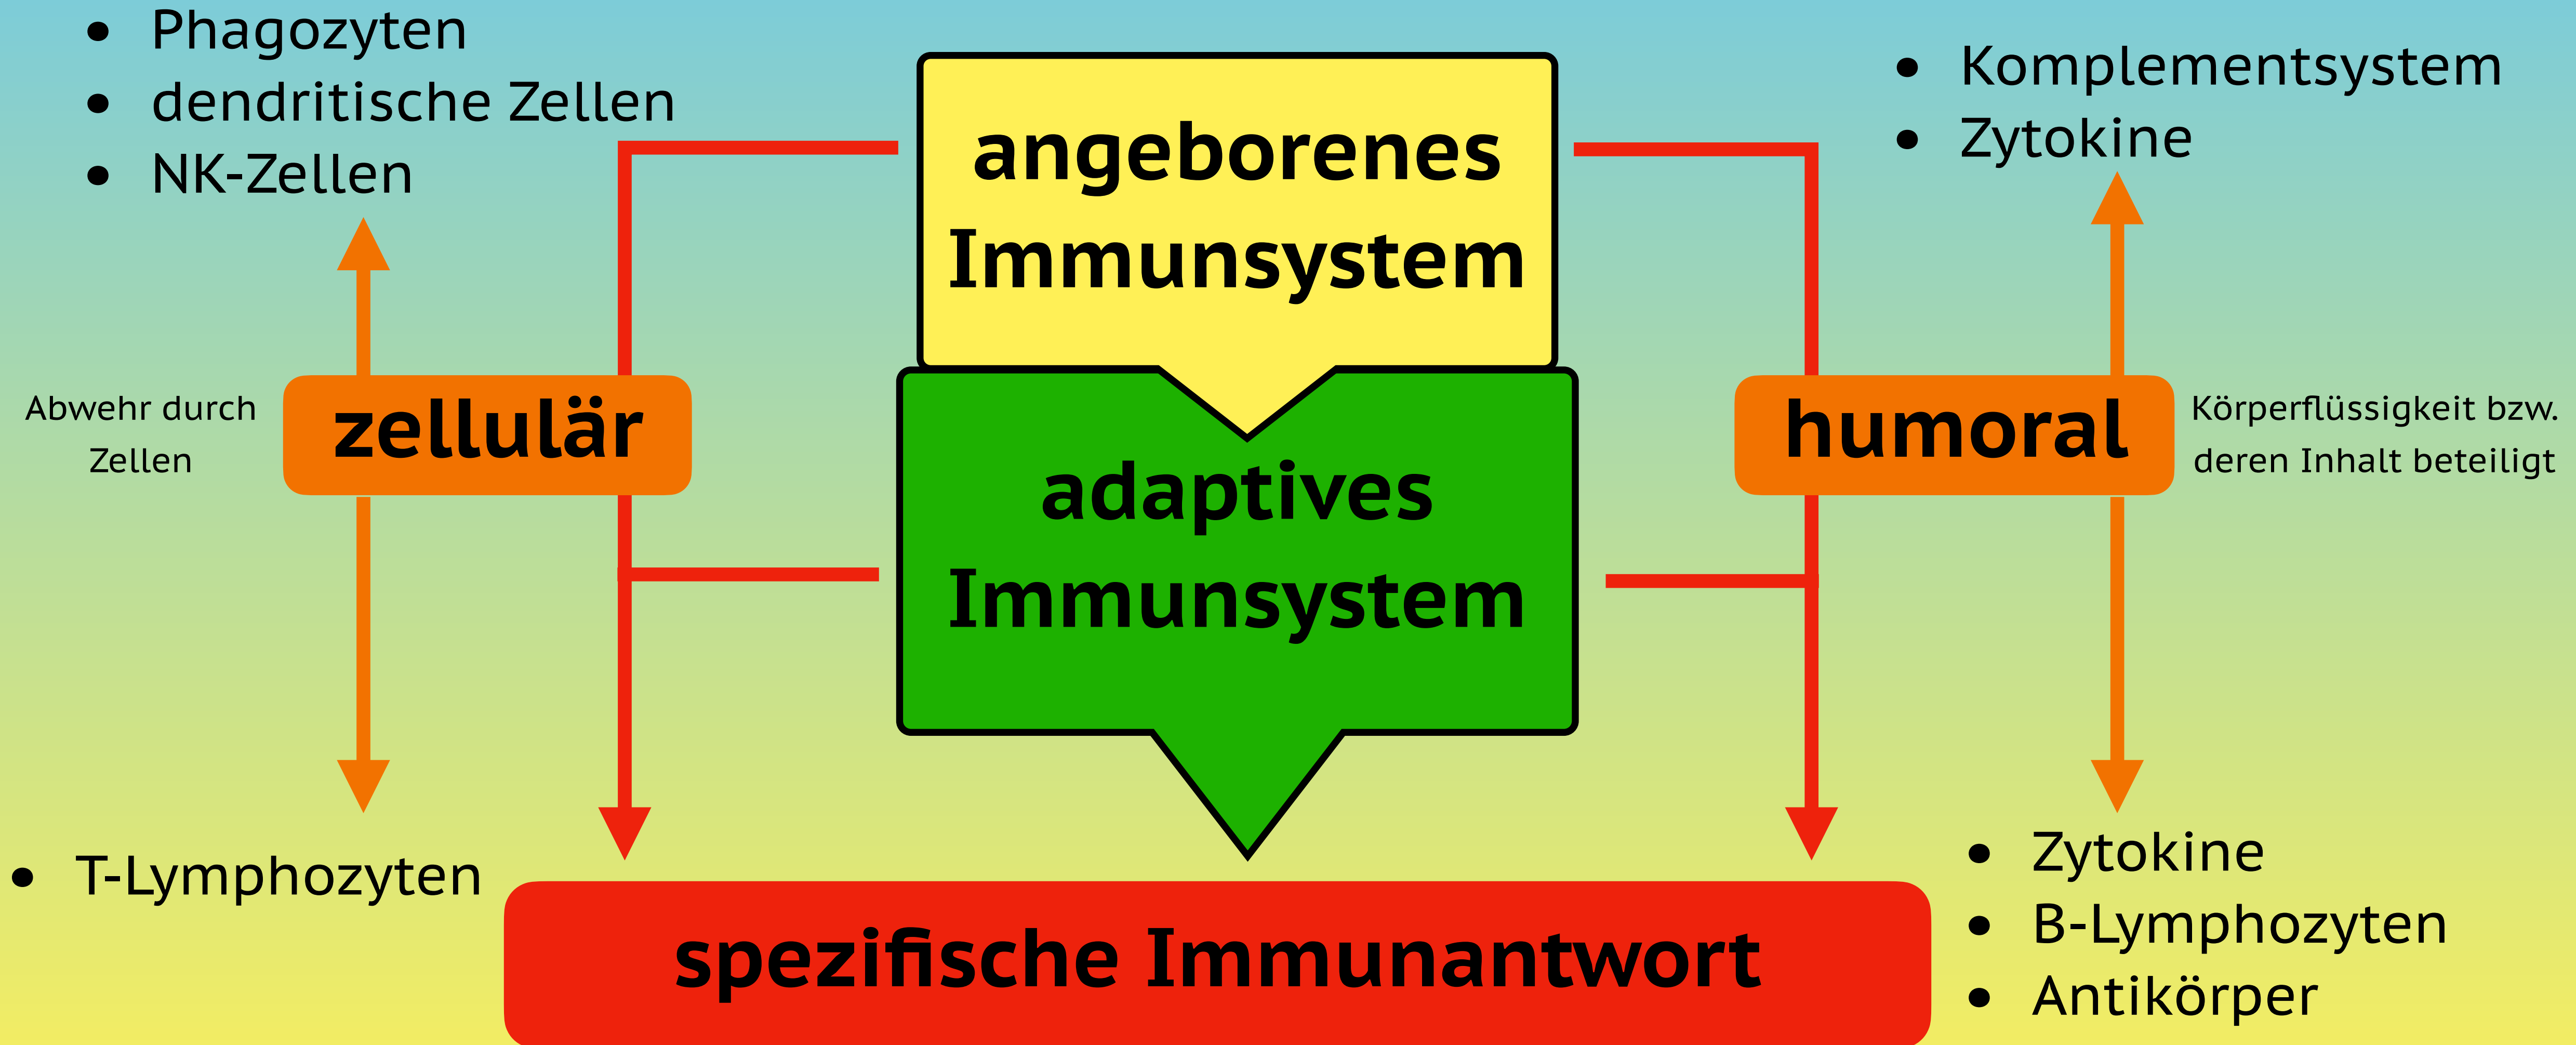 • Phagozyten
• dendritische Zellen
• NK-Zellen
angeborenes
Immunsystem
• Komplementsystem
• Zytokine
Abwehr durch
Zellen
zellulär
adaptives
Immunsystem
humoral
Körperflüssigkeit bzw.
deren Inhalt beteiligt
• T-Lymphozyten
spezifische Immunantwort
• Zytokine
• B-Lymphozyten
• Antikörper